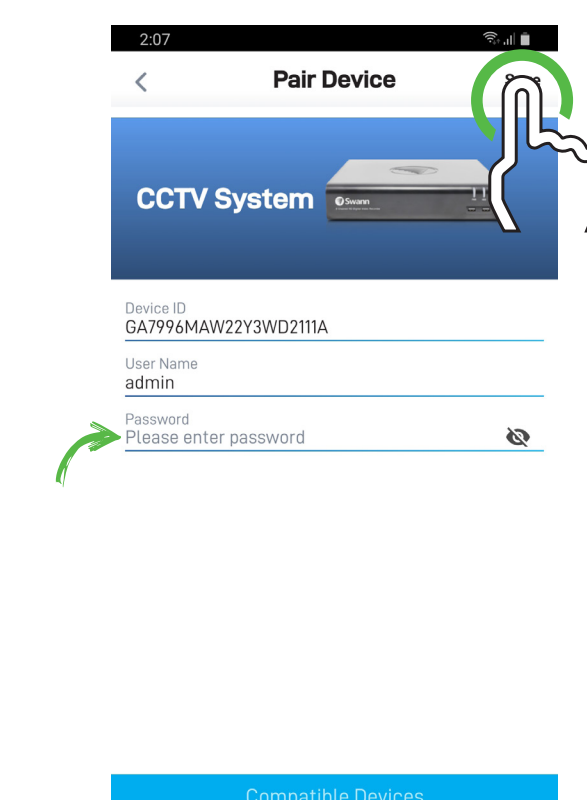 2:07
Pair Device
CCTV System
Swann
Device ID
GA7996MAW22Y3WD2111A
User Name
admin
Password
Please enter password
Compatible Devices